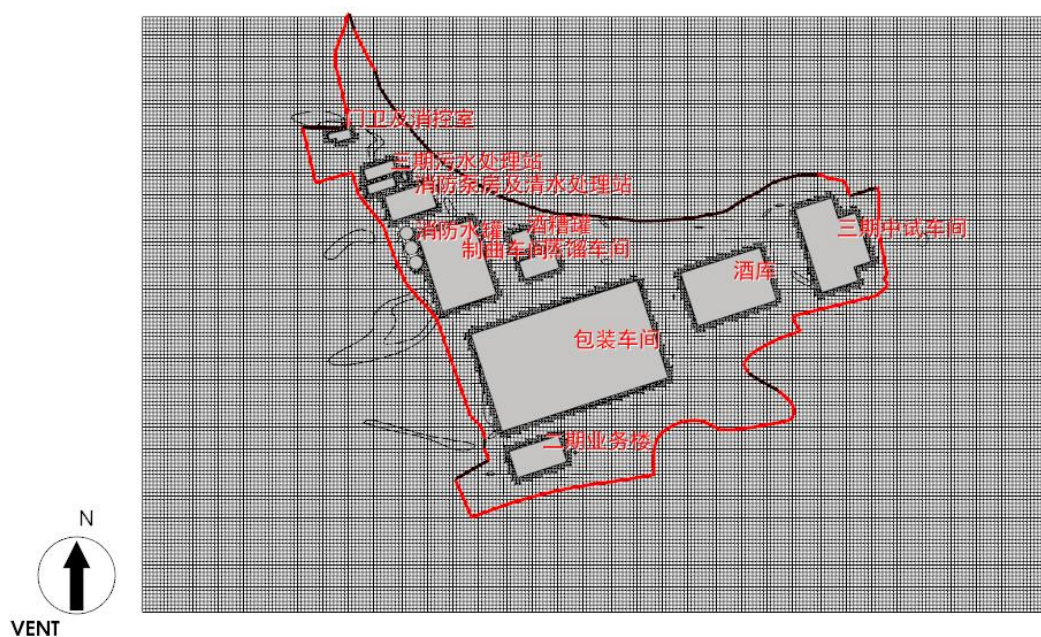 门卫及消控室
三期污水处理站
消防泵房及清水处理站
消防水罐
酒糟罐
三期中试车间
制曲车间
蒸馏车间
酒库
包装车间
二期业务楼
N
VENT